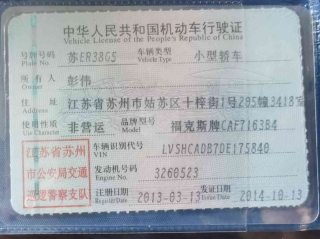 中华人民共和国机动车行驶证
Vehicle License of the People's Republic of China
号牌号码 苏ER38G5 车辆类型 小型轿车
Plate No. Vehicle Type
所有人 彭伟
Owner
住址 江苏省苏州市姑苏区十梓街1号295幢3418室
Address
使用性质 非营运 品牌型号 福克斯牌CAF7163B4
Use Character Model
江苏省苏州市公安局交通巡逻警察支队
车辆识别代号 LVSHCADB7DE175840
VIN
发动机号码 3260523
Engine No.
注册日期 2013-03-13 发证日期 2014-10-13
Register Date Issue Date